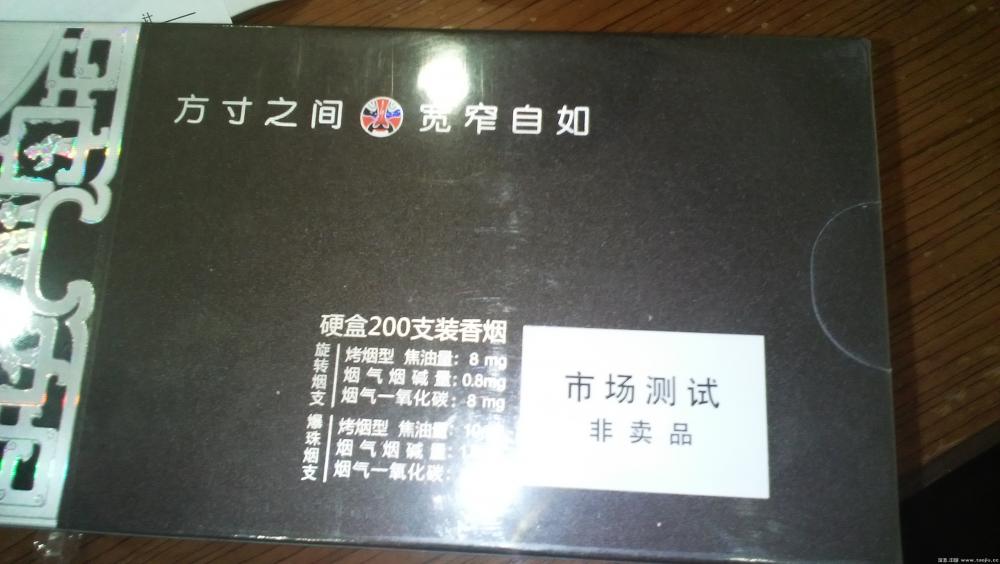 方寸之间 宽窄自如
硬盒200支装香烟
旋转烟支
烤烟型 焦油量：8 mg
烟气烟碱量：0.8mg
烟气一氧化碳：8 mg
爆珠烟支
烤烟型 焦油量：10
烟气烟碱量：
烟气一氧化碳：
市场测试
非卖品